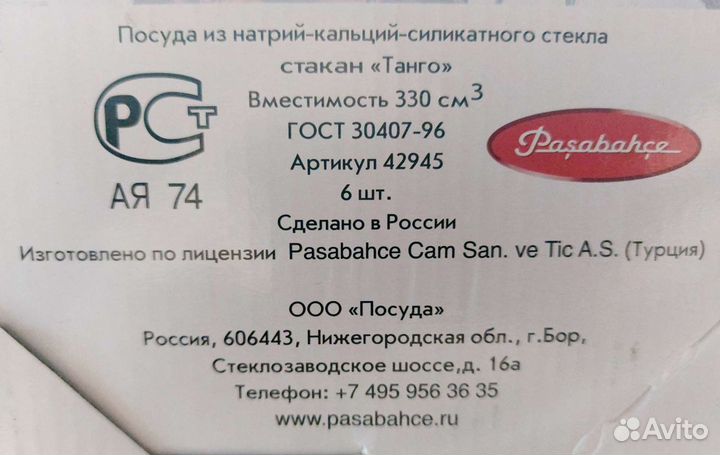 Посуда из натрий-кальций-силикатного стекла
стакан «Танго»
Вместимость 330 см³
ГОСТ 30407-96
Артикул 42945
6 шт.
Сделано в России
Изготовлено по лицензии Pasabahce Cam San. ve Tic A.S. (Турция)
РСТ
АЯ 74
Paşabahçe
ООО «Посуда»
Россия, 606443, Нижегородская обл., г.Бор,
Стеклозаводское шоссе,д. 16а
Телефон: +7 495 956 36 35
www.pasabahce.ru
Avito